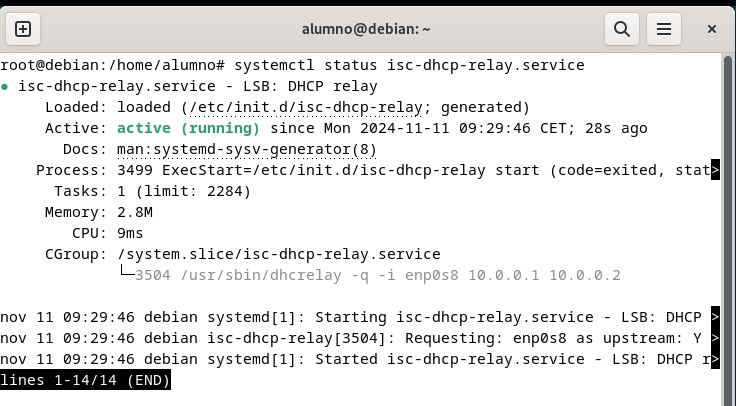 alumno@debian: ~
root@debian:/home/alumno# systemctl status isc-dhcp-relay.service
● isc-dhcp-relay.service - LSB: DHCP relay
     Loaded: loaded (/etc/init.d/isc-dhcp-relay; generated)
     Active: active (running) since Mon 2024-11-11 09:29:46 CET; 28s ago
       Docs: man:systemd-sysv-generator(8)
    Process: 3499 ExecStart=/etc/init.d/isc-dhcp-relay start (code=exited, stat>
      Tasks: 1 (limit: 2284)
     Memory: 2.8M
        CPU: 9ms
     CGroup: /system.slice/isc-dhcp-relay.service
             └─3504 /usr/sbin/dhcrelay -q -i enp0s8 10.0.0.1 10.0.0.2
nov 11 09:29:46 debian systemd[1]: Starting isc-dhcp-relay.service - LSB: DHCP >
nov 11 09:29:46 debian isc-dhcp-relay[3504]: Requesting: enp0s8 as upstream: Y >
nov 11 09:29:46 debian systemd[1]: Started isc-dhcp-relay.service - LSB: DHCP r>
lines 1-14/14 (END)